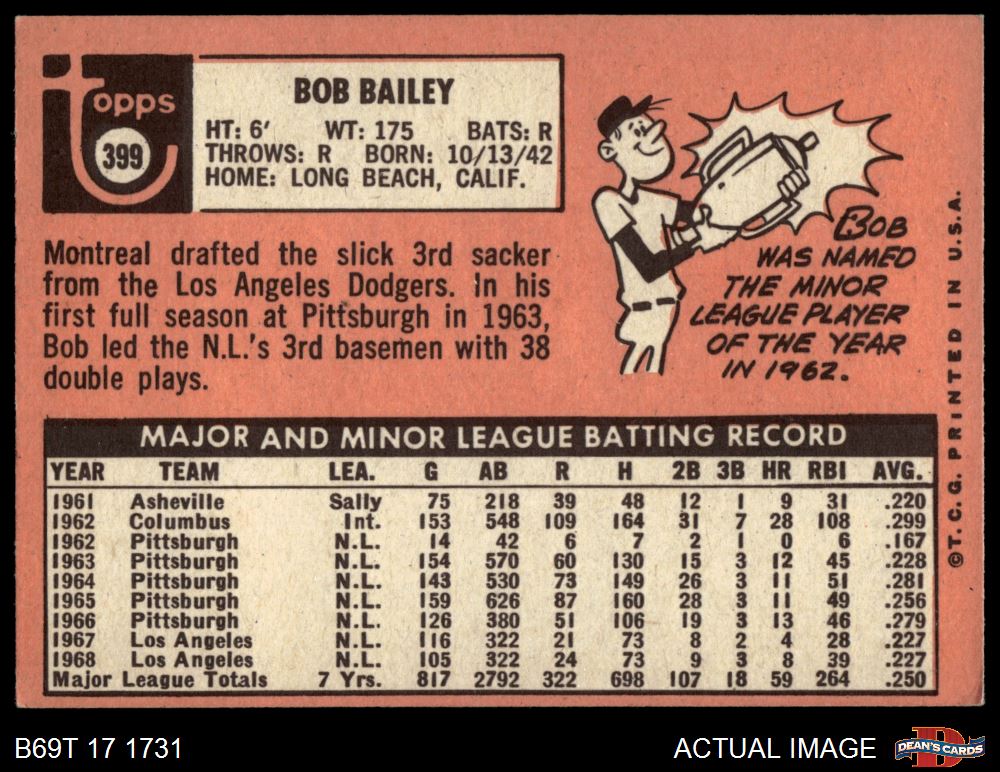 Topps
399
BOB BAILEY
HT: 6' WT: 175 BATS: R
THROWS: R BORN: 10/13/42
HOME: LONG BEACH, CALIF.
Montreal drafted the slick 3rd sacker
from the Los Angeles Dodgers. In his
first full season at Pittsburgh in 1963,
Bob led the N.L.'s 3rd basemen with 38
double plays.
BOB
WAS NAMED
THE MINOR
LEAGUE PLAYER
OF THE YEAR
IN 1962.
MAJOR AND MINOR LEAGUE BATTING RECORD
YEAR TEAM LEA. G AB R H 2B 3B HR RBI AVG.
1961 Asheville Sally 75 218 39 48 12 1 9 31 .220
1962 Columbus Int. 153 548 109 164 31 7 28 108 .299
1962 Pittsburgh N.L. 14 42 6 7 2 1 0 6 .167
1963 Pittsburgh N.L. 154 570 60 130 15 3 12 45 .228
1964 Pittsburgh N.L. 143 530 73 149 26 3 11 51 .281
1965 Pittsburgh N.L. 159 626 87 160 28 3 11 49 .256
1966 Pittsburgh N.L. 126 380 51 106 19 3 13 46 .279
1967 Los Angeles N.L. 116 322 21 73 8 2 4 28 .227
1968 Los Angeles N.L. 105 322 24 73 9 3 8 39 .227
Major League Totals 7 Yrs. 817 2792 322 698 107 18 59 264 .250
©T.C.G. PRINTED IN U.S.A.
B69T 17 1731
ACTUAL IMAGE
DEAN'S CARDS